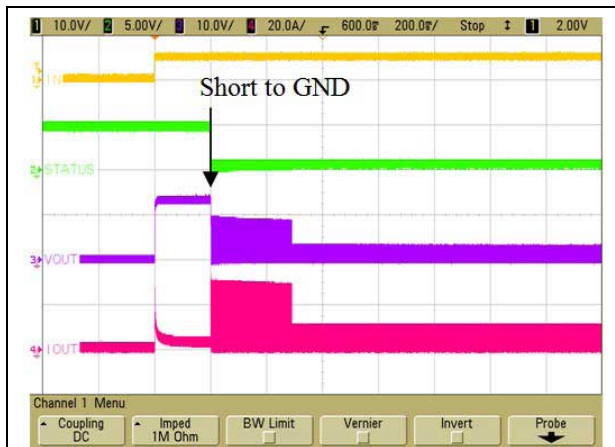 1 10.0V/ 2 5.00V/ 3 10.0V/ 4 20.0A/ 600.0m 200.0m/ Stop 1 2.00V
Short to GND
IN
STATUS
VOUT
IOUT
Channel 1 Menu
Coupling
DC
Imped
1M Ohm
BW Limit
Vernier
Invert
Probe